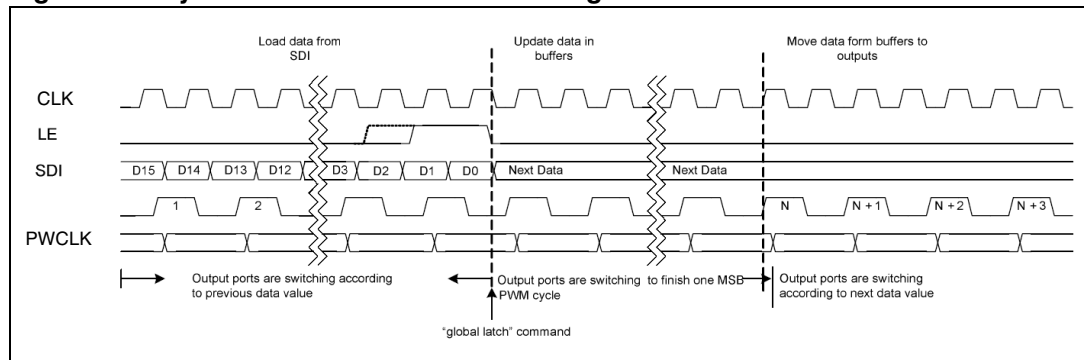 Load data from
SDI
Update data in
buffers
Move data form buffers to
outputs
CLK
LE
SDI
D15 D14 D13 D12 D3 D2 D1 D0 Next Data Next Data
1 2 N N + 1 N + 2 N + 3
PWCLK
Output ports are switching according
to previous data value
Output ports are switching to finish one MSB
PWM cycle
Output ports are switching
according to next data value
"global latch" command